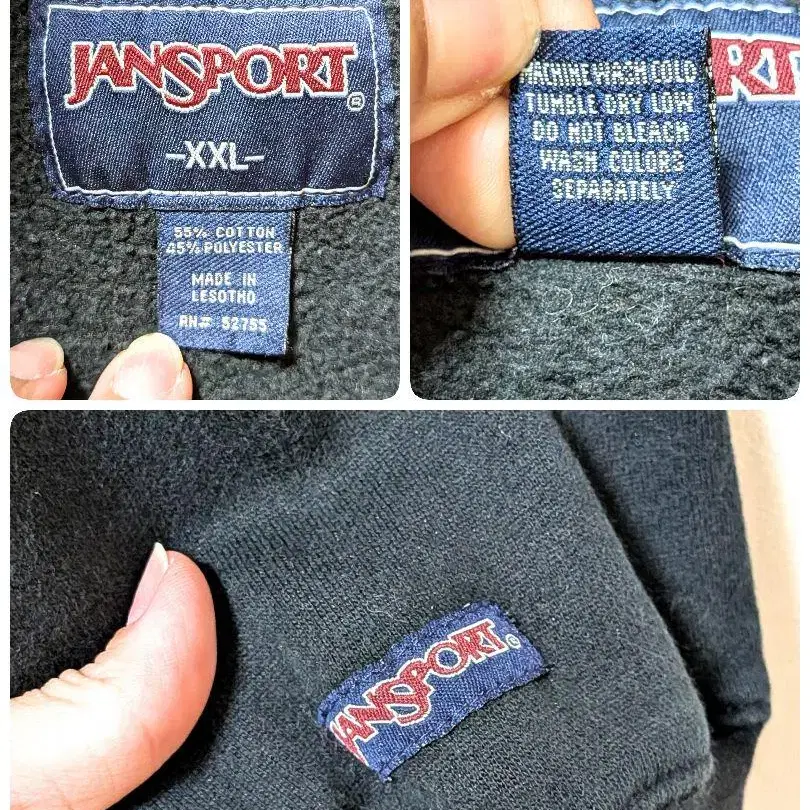 JANSPORT®
-XXL-
55% COTTON
45% POLYESTER
MADE IN
LESOTHO
RN# 52755
RT
MACHINE WASH COLD
TUMBLE DRY LOW
DO NOT BLEACH
WASH COLORS
SEPARATELY
JANSPORT®